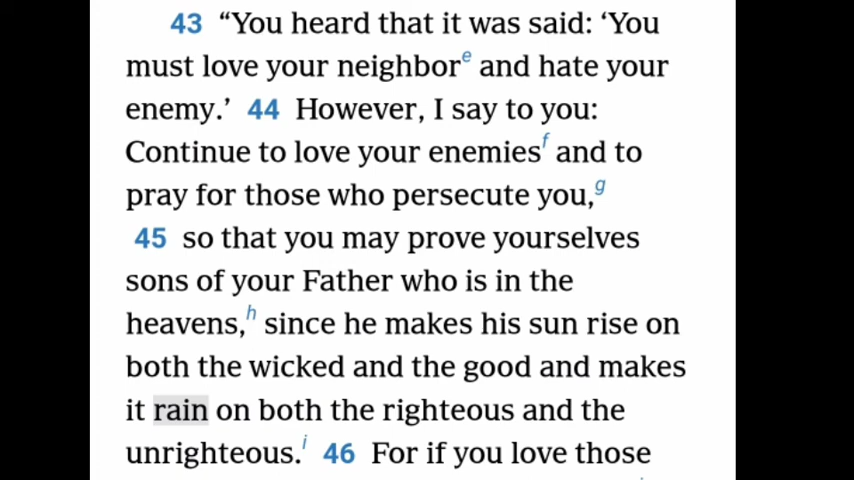 43 “You heard that it was said: ‘You
must love your neighbor e and hate your
enemy.’ 44 However, I say to you:
Continue to love your enemies f and to
pray for those who persecute you, g
45 so that you may prove yourselves
sons of your Father who is in the
heavens, h since he makes his sun rise on
both the wicked and the good and makes
it rain on both the righteous and the
unrighteous. i 46 For if you love those